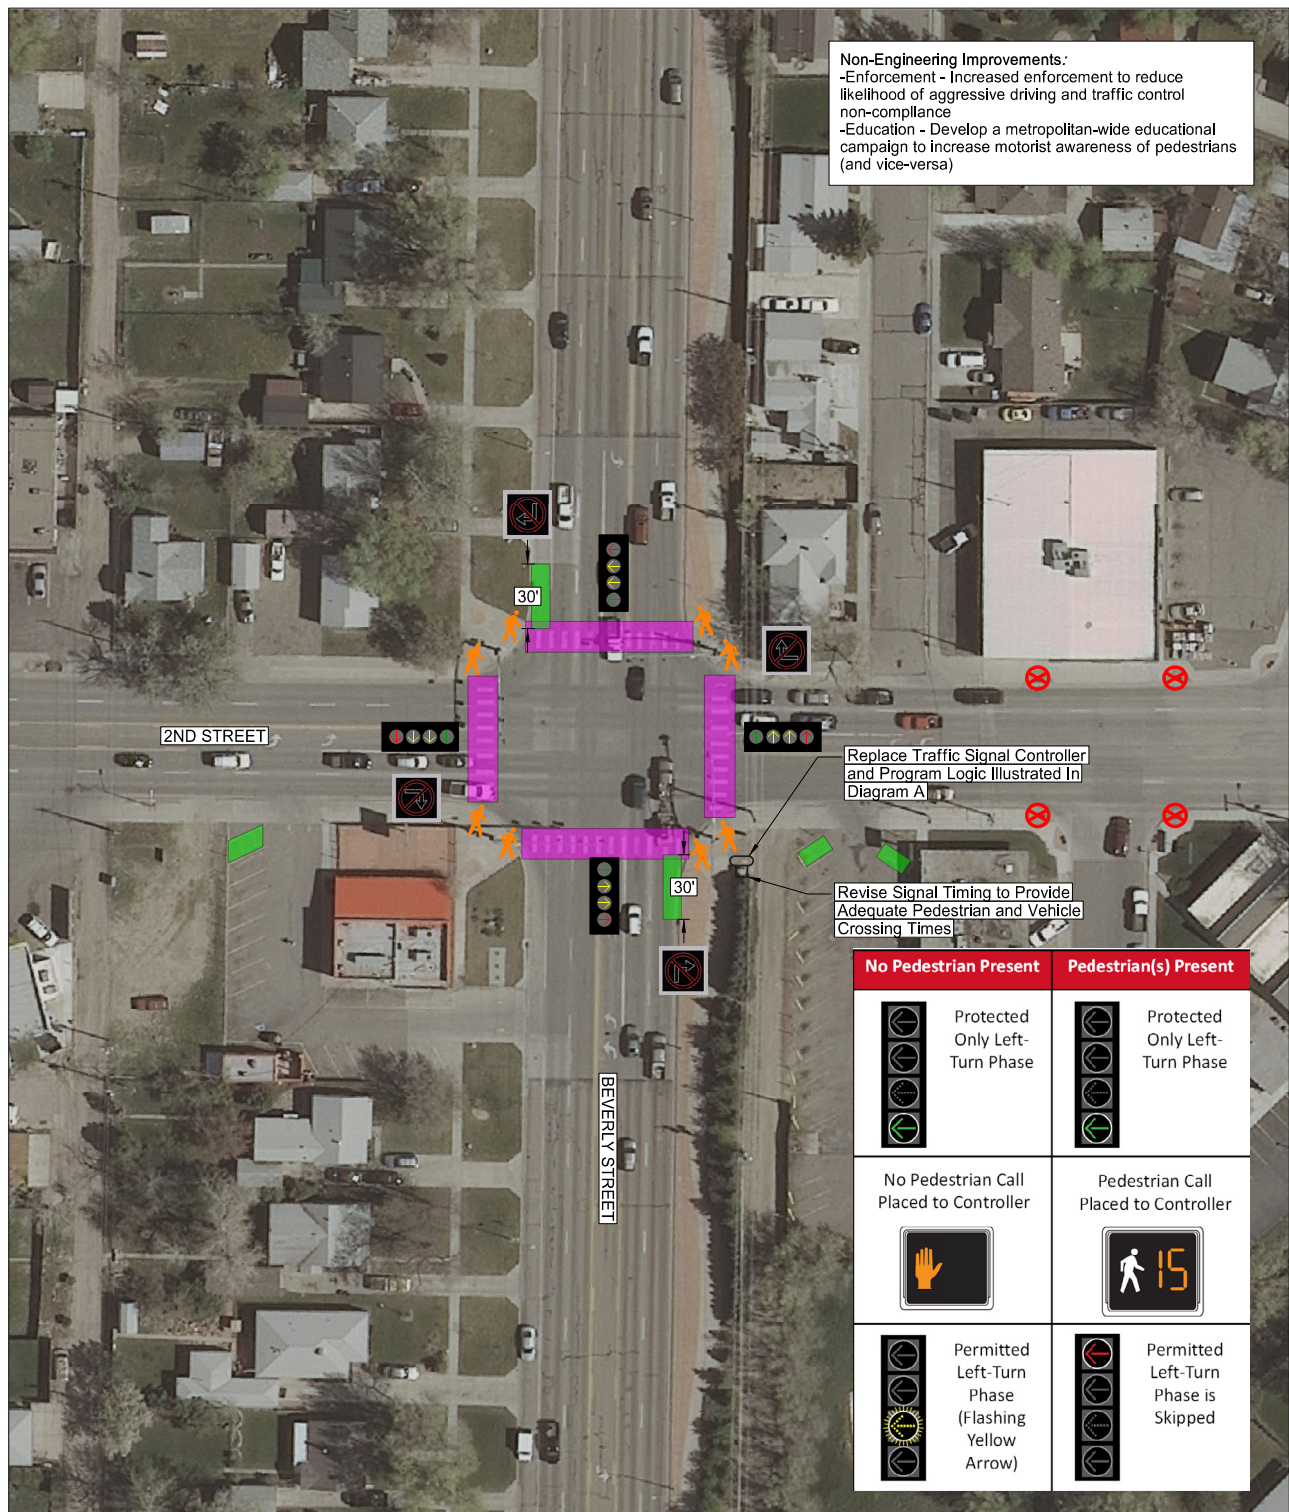 Non-Engineering Improvements:
-Enforcement - Increased enforcement to reduce
likelihood of aggressive driving and traffic control
non-compliance
-Education - Develop a metropolitan-wide educational
campaign to increase motorist awareness of pedestrians
(and vice-versa)
30'
2ND STREET
Replace Traffic Signal Controller
and Program Logic Illustrated In
Diagram A
30'
Revise Signal Timing to Provide
Adequate Pedestrian and Vehicle
Crossing Times
BEVERLY STREET
No Pedestrian Present
Pedestrian(s) Present
Protected
Only Left-
Turn Phase
Protected
Only Left-
Turn Phase
No Pedestrian Call
Placed to Controller
Pedestrian Call
Placed to Controller
15
Permitted
Left-Turn
Phase
(Flashing
Yellow
Arrow)
Permitted
Left-Turn
Phase is
Skipped